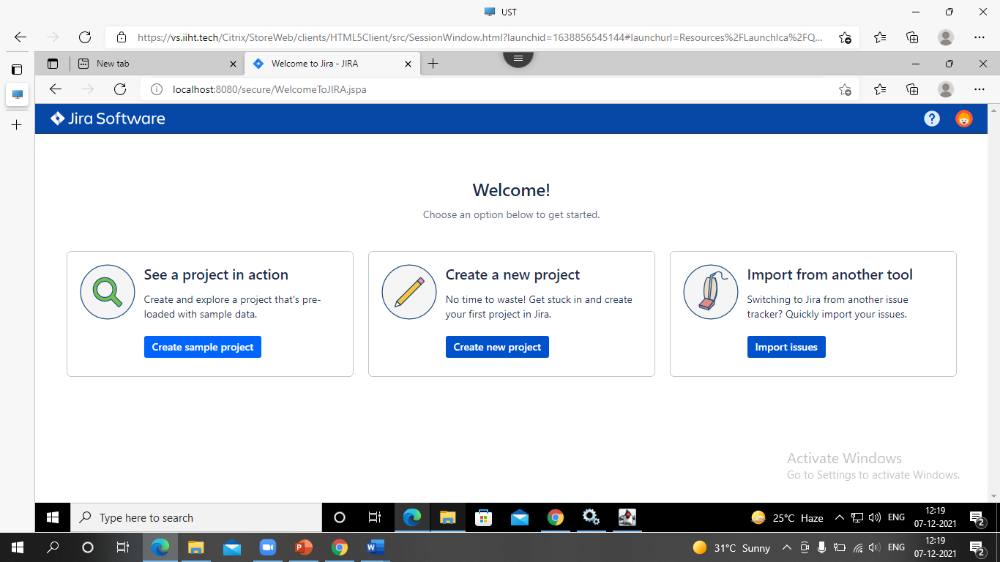 UST
https://vs.iiht.tech/Citrix/StoreWeb/clients/HTML5Client/src/SessionWindow.html?launchid=1638856545144#launchurl=Resources%2FLaunchIca%2FQ...
New tab
Welcome to Jira - JIRA
localhost:8080/secure/WelcomeToJIRA.jspa
Jira Software
?
Welcome!
Choose an option below to get started.
See a project in action
Create and explore a project that's pre-
loaded with sample data.
Create sample project
Create a new project
No time to waste! Get stuck in and create
your first project in Jira.
Create new project
Import from another tool
Switching to Jira from another issue
tracker? Quickly import your issues.
Import issues
Activate Windows
Go to Settings to activate Windows.
Type here to search
25°C Haze
ENG
12:19
07-12-2021
2
31°C Sunny
ENG
12:19
07-12-2021
2